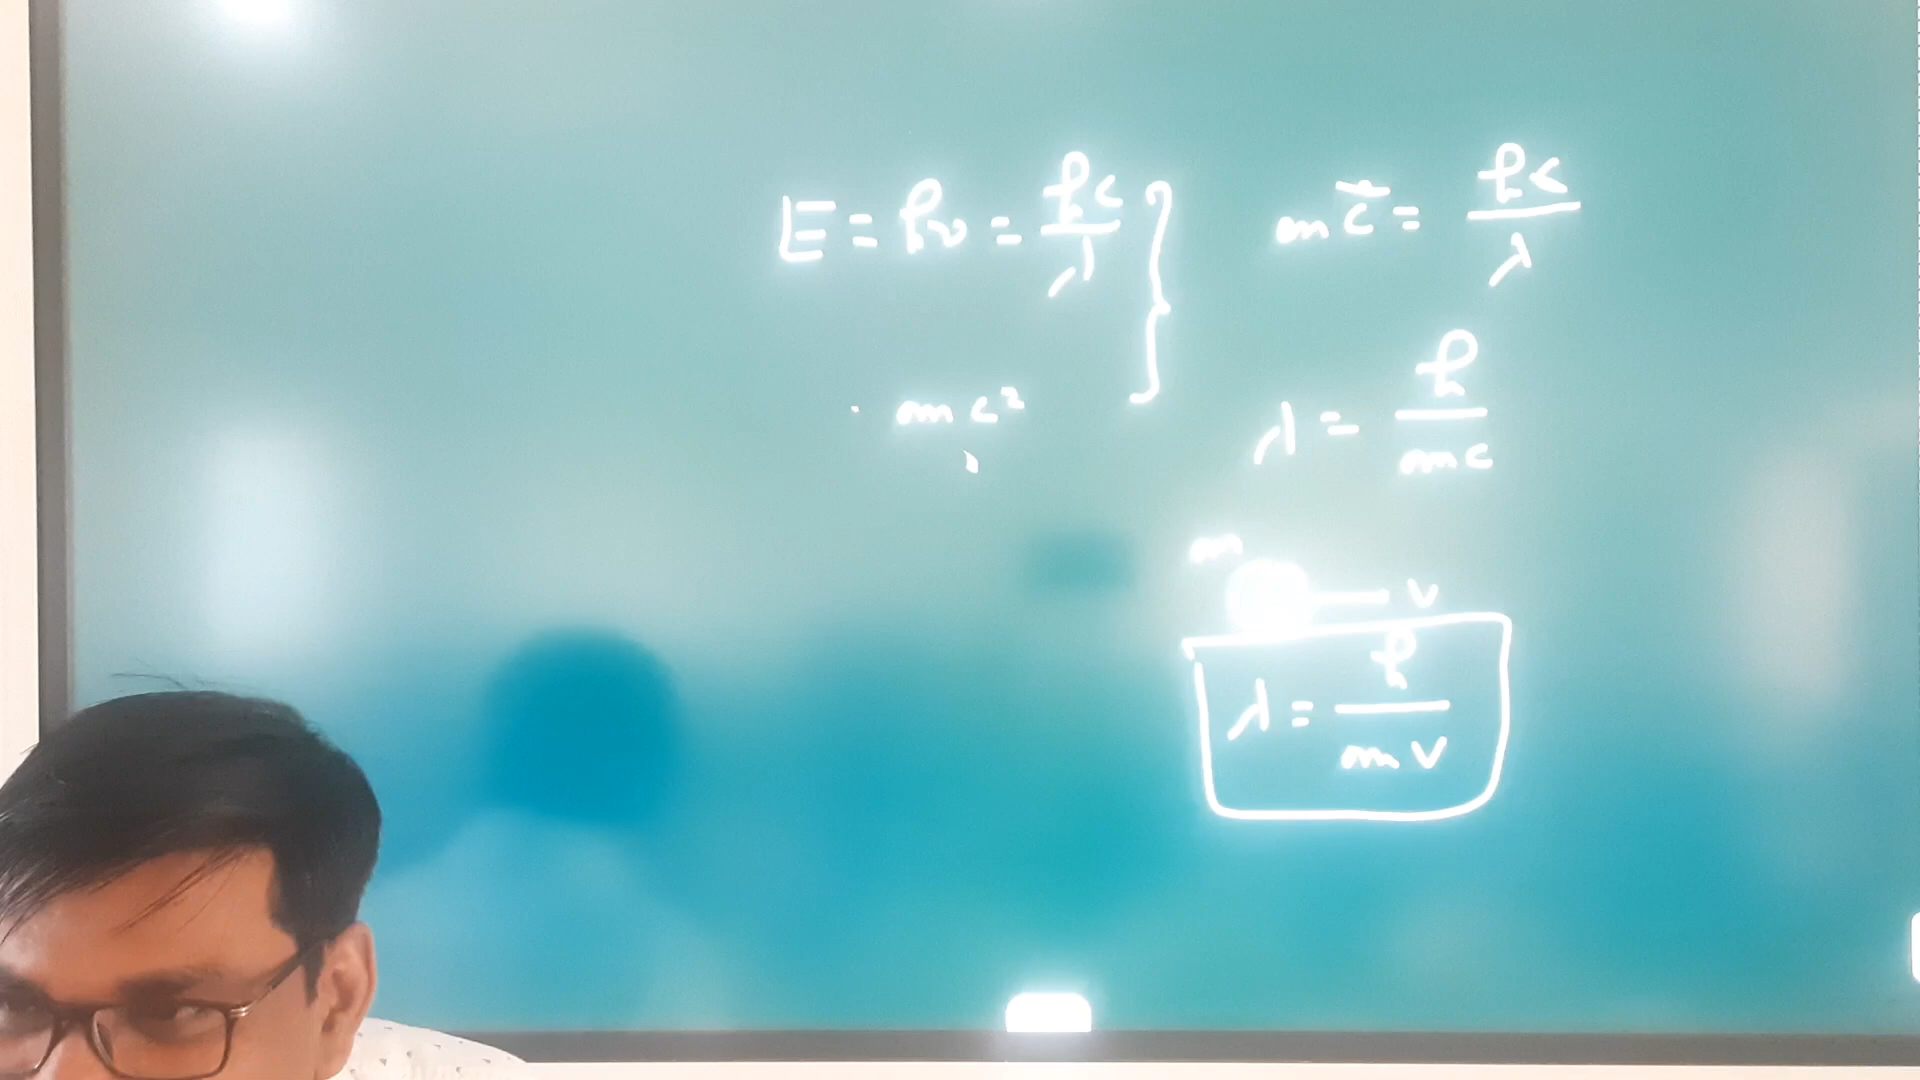 E = hν = hc/λ
mc²
mc² = hc/λ
λ = h/mc
m v
λ = h/mv